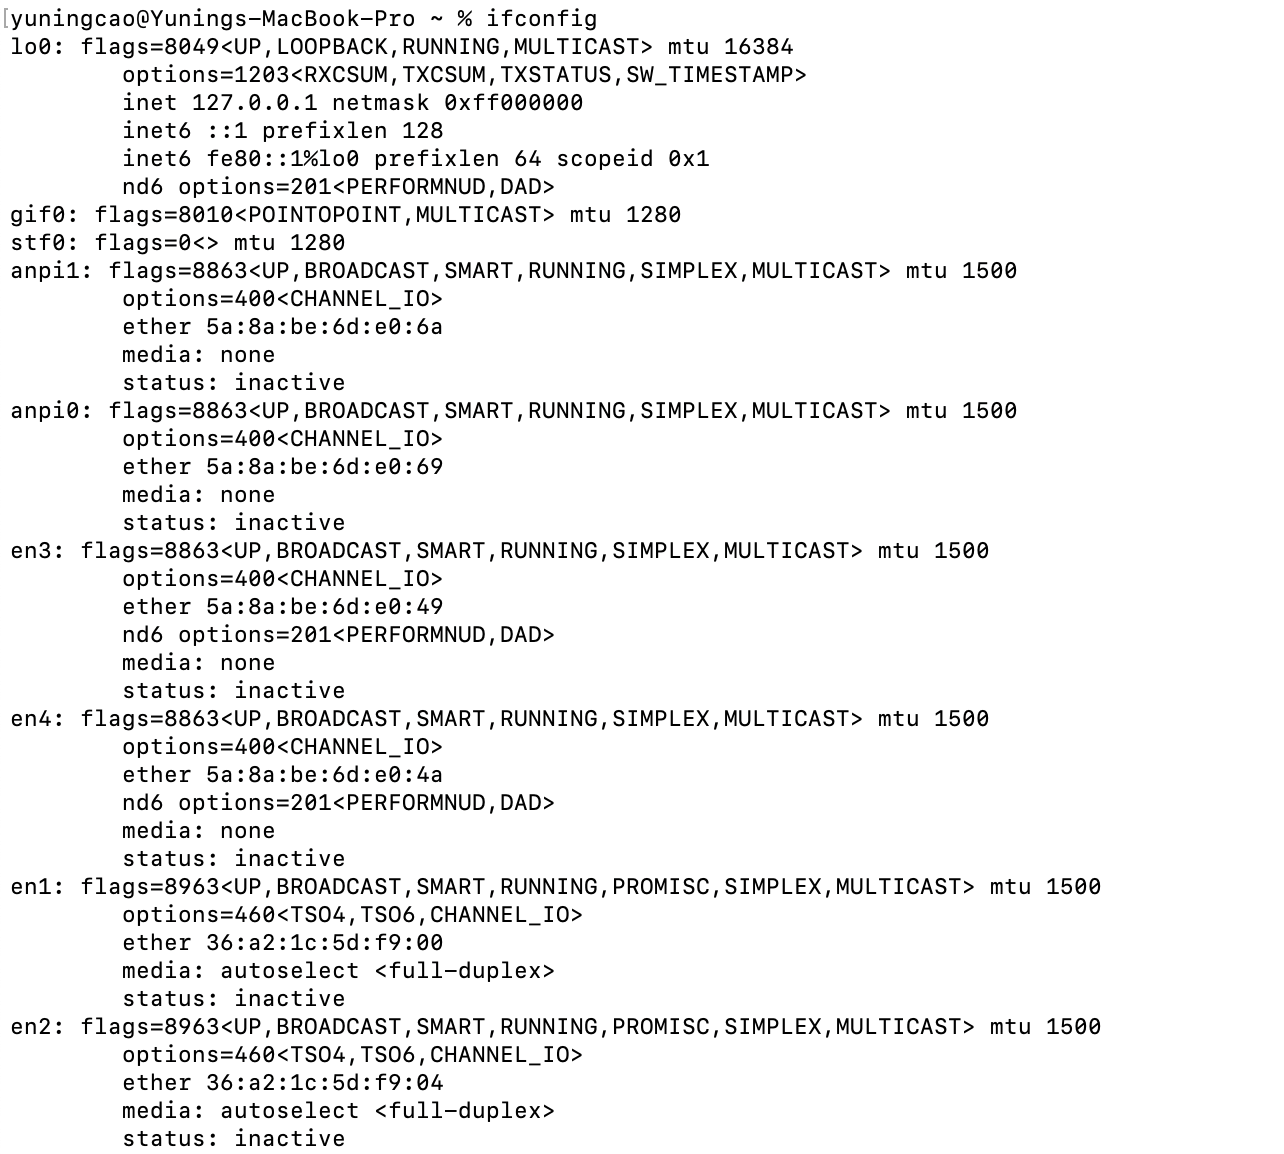 [yuningcao@Yunings-MacBook-Pro ~ % ifconfig
lo0: flags=8049<UP,LOOPBACK,RUNNING,MULTICAST> mtu 16384
options=1203<RXCSUM,TXCSUM,TXSTATUS,SW_TIMESTAMP>
inet 127.0.0.1 netmask 0xff000000
inet6 ::1 prefixlen 128
inet6 fe80::1%lo0 prefixlen 64 scopeid 0x1
nd6 options=201<PERFORMNUD,DAD>
gif0: flags=8010<POINTOPOINT,MULTICAST> mtu 1280
stf0: flags=0<> mtu 1280
anpi1: flags=8863<UP,BROADCAST,SMART,RUNNING,SIMPLEX,MULTICAST> mtu 1500
options=400<CHANNEL_IO>
ether 5a:8a:be:6d:e0:6a
media: none
status: inactive
anpi0: flags=8863<UP,BROADCAST,SMART,RUNNING,SIMPLEX,MULTICAST> mtu 1500
options=400<CHANNEL_IO>
ether 5a:8a:be:6d:e0:69
media: none
status: inactive
en3: flags=8863<UP,BROADCAST,SMART,RUNNING,SIMPLEX,MULTICAST> mtu 1500
options=400<CHANNEL_IO>
ether 5a:8a:be:6d:e0:49
nd6 options=201<PERFORMNUD,DAD>
media: none
status: inactive
en4: flags=8863<UP,BROADCAST,SMART,RUNNING,SIMPLEX,MULTICAST> mtu 1500
options=400<CHANNEL_IO>
ether 5a:8a:be:6d:e0:4a
nd6 options=201<PERFORMNUD,DAD>
media: none
status: inactive
en1: flags=8963<UP,BROADCAST,SMART,RUNNING,PROMISC,SIMPLEX,MULTICAST> mtu 1500
options=460<TSO4,TSO6,CHANNEL_IO>
ether 36:a2:1c:5d:f9:00
media: autoselect <full-duplex>
status: inactive
en2: flags=8963<UP,BROADCAST,SMART,RUNNING,PROMISC,SIMPLEX,MULTICAST> mtu 1500
options=460<TSO4,TSO6,CHANNEL_IO>
ether 36:a2:1c:5d:f9:04
media: autoselect <full-duplex>
status: inactive